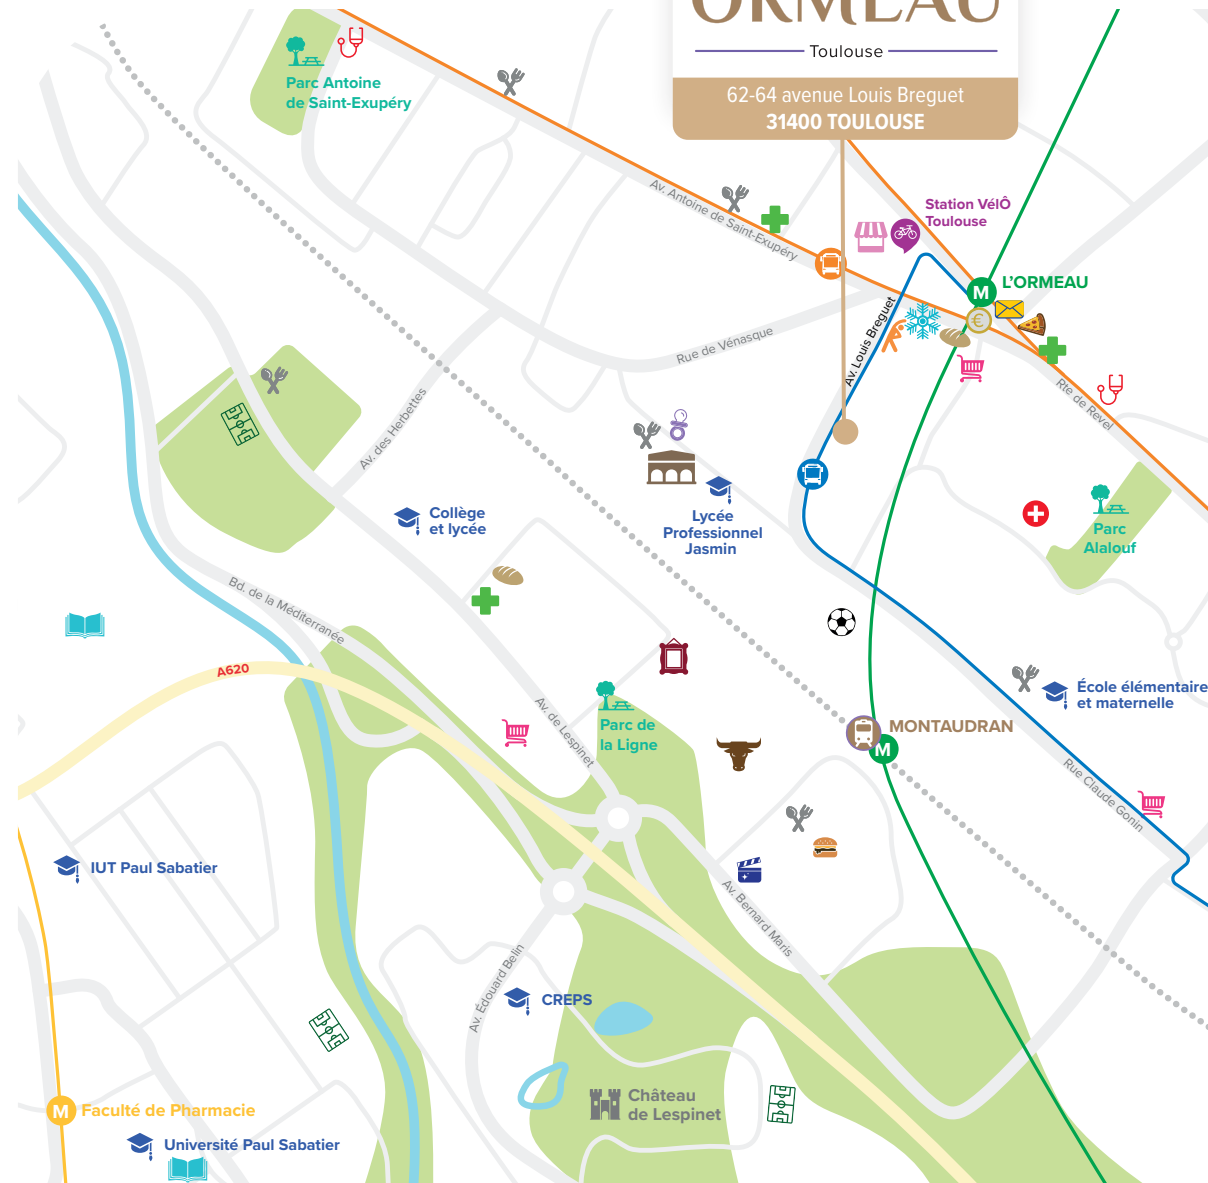 ORMEAU
Toulouse
62-64 avenue Louis Breguet
31400 TOULOUSE
Parc Antoine
de Saint-Exupéry
Av. Antoine de Saint-Exupéry
Station VélÔ
Toulouse
M
L'ORMEAU
€
Av. Louis Breguet
Rue de Vénasque
Rte de Revel
Av. des Herbettes
Collège
et lycée
Lycée
Professionnel
Jasmin
Parc
Alalouf
Bd. de la Méditerranée
A620
Av. de Lespinet
Parc de
la Ligne
École élémentaire
et maternelle
MONTAUDRAN
M
Rue Claude Gonin
IUT Paul Sabatier
Av. Bernard Maris
Av. Édouard Belin
CREPS
Château
de Lespinet
M
Faculté de Pharmacie
Université Paul Sabatier